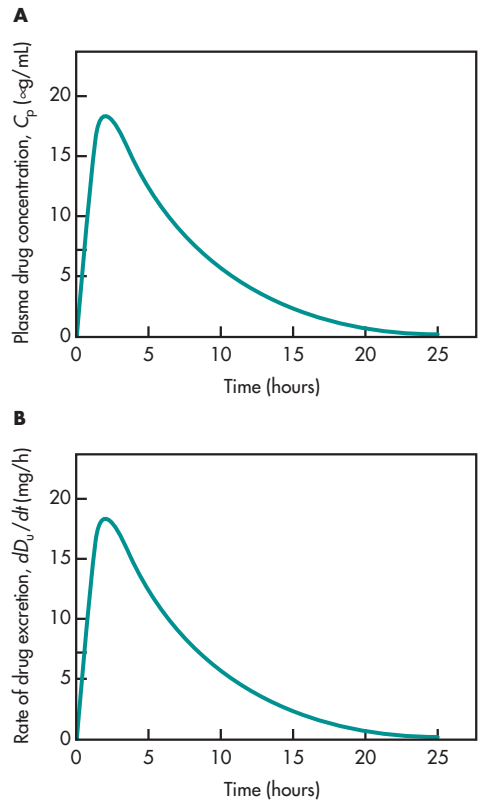 A
Plasma drug concentration, Cp (∝g/mL)
20
15
10
5
0
0 5 10 15 20 25
Time (hours)
B
Rate of drug excretion, dDu/dt (mg/h)
20
15
10
5
0
0 5 10 15 20 25
Time (hours)